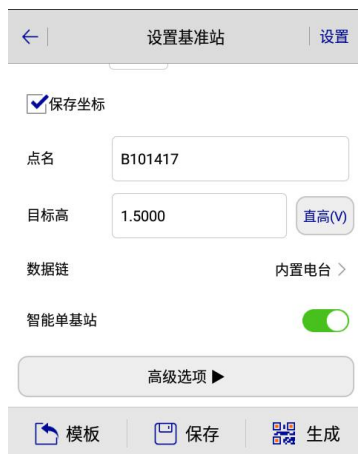 设置基准站 设置
保存坐标
点名 B101417
目标高 1.5000 直高(V)
数据链 内置电台
智能单基站
高级选项 ▶
模板 保存 生成